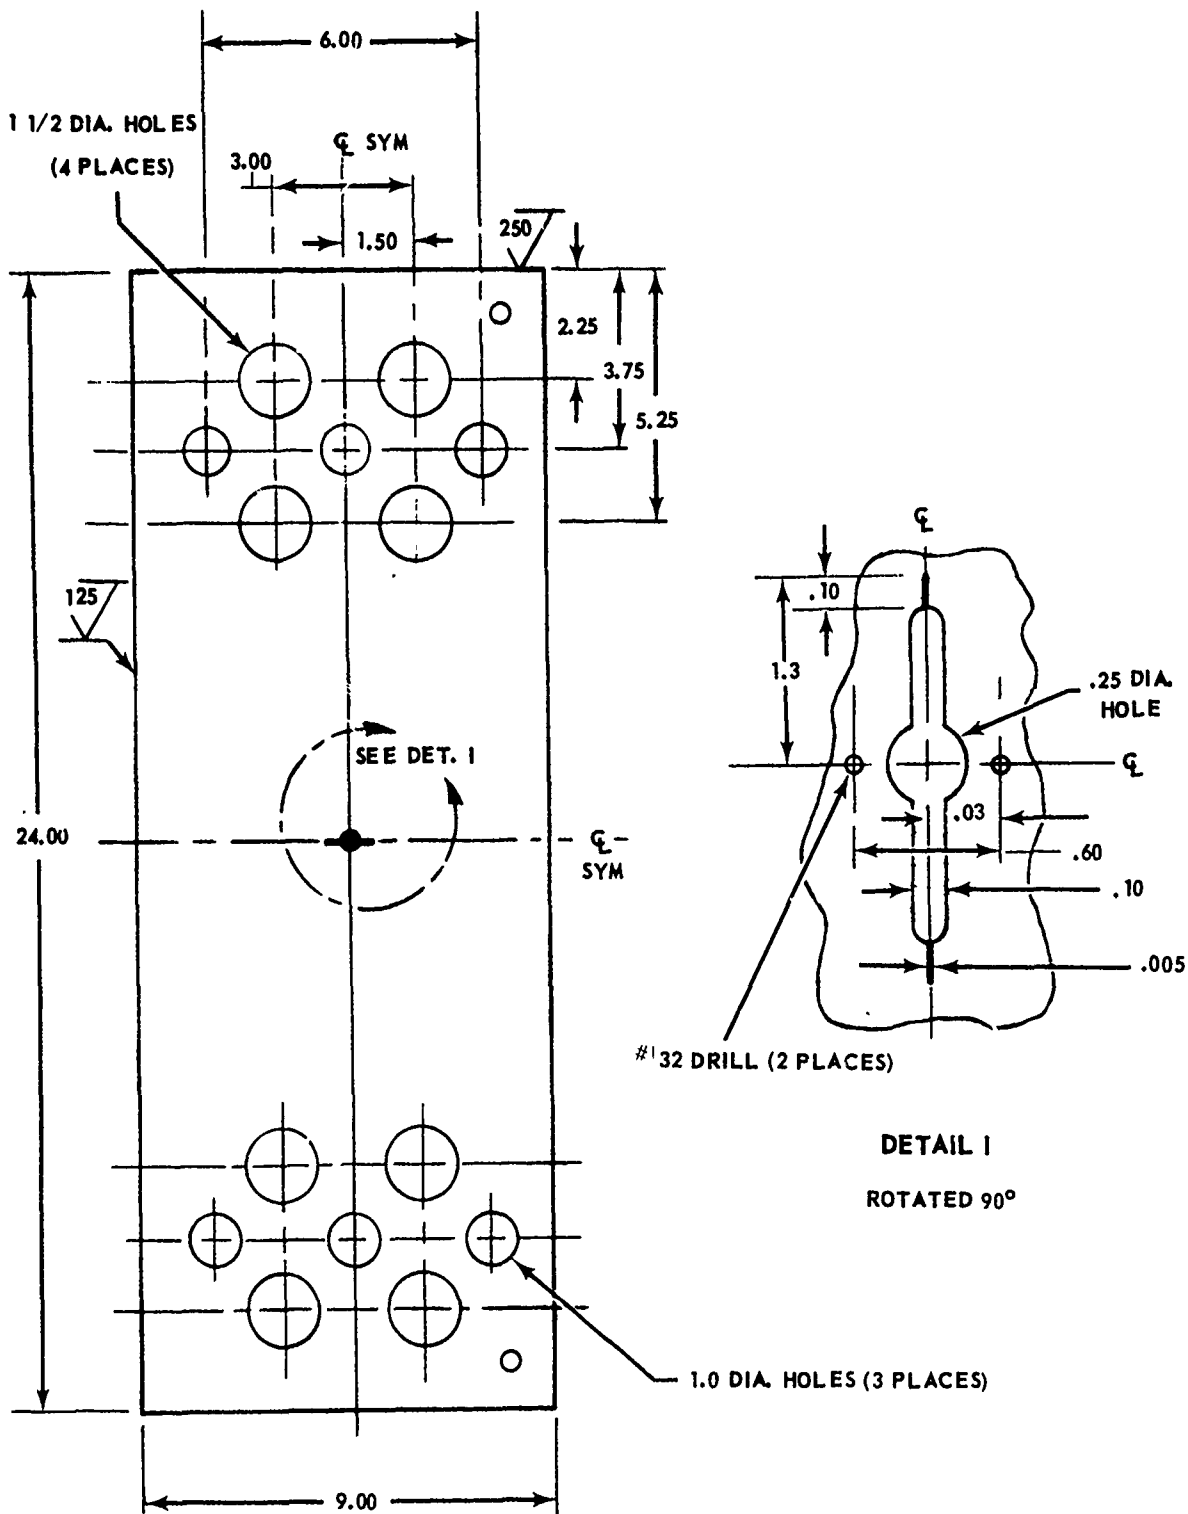 6.00
1 1/2 DIA. HOLES
(4 PLACES)
℄ SYM
3.00
1.50
250
2.25
3.75
5.25
125
SEE DET. 1
24.00
℄
SYM
9.00
1.0 DIA. HOLES (3 PLACES)
℄
.10
1.3
.25 DIA.
HOLE
℄
.03
.60
.10
.005
#32 DRILL (2 PLACES)
DETAIL 1
ROTATED 90°